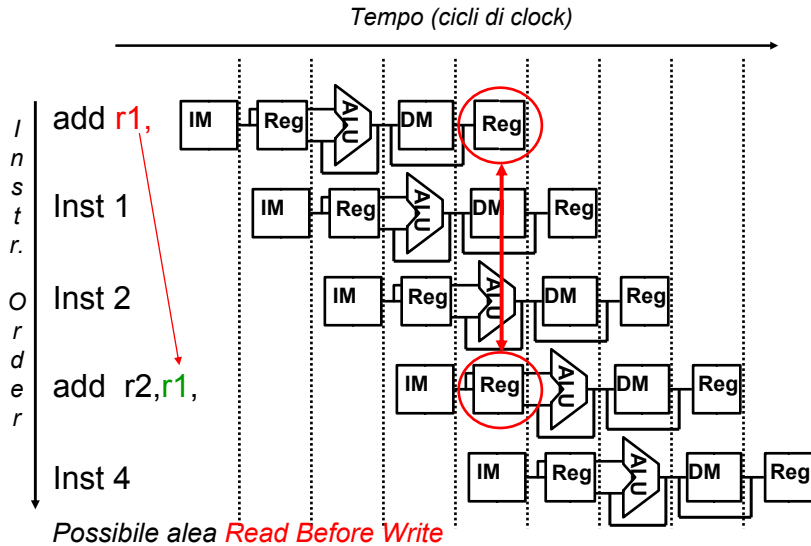 Tempo (cicli di clock)
Instr. Order
add r1,
IM Reg ALU DM Reg
Inst 1
IM Reg ALU DM Reg
Inst 2
IM Reg ALU DM Reg
add r2,r1,
IM Reg ALU DM Reg
Inst 4
IM Reg ALU DM Reg
Possibile alea Read Before Write